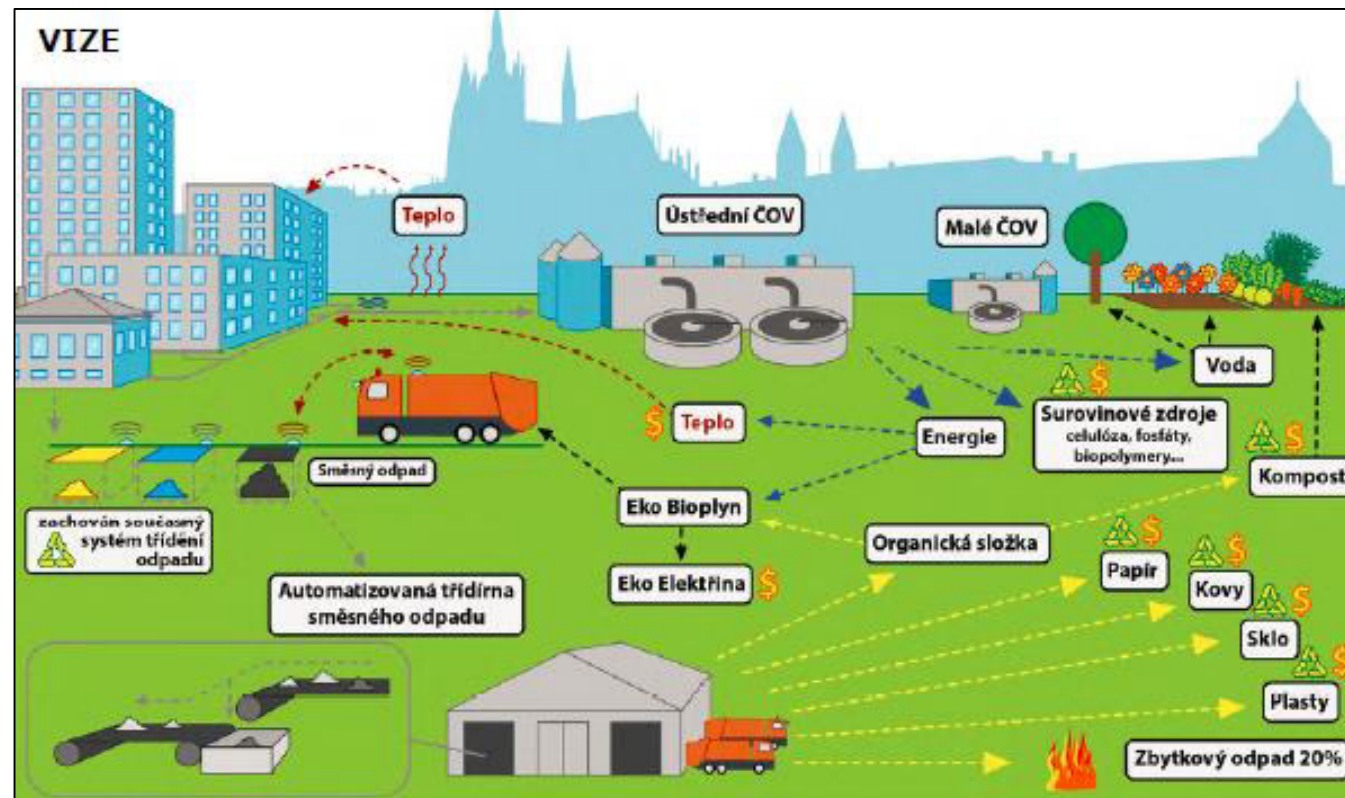 VIZE
Teplo
Ústřední ČOV
Malé ČOV
Voda
$
Surovinové zdroje
celulóza, fosfáty,
biopolymery...
$ Teplo
Energie
$
Kompost
Směsný odpad
zachován současný
systém třídění
odpadu
Eko Bioplyn
Organická složka
$
Papír
$
Kovy
Eko Elektřina $
Automatizovaná třídírna
směsného odpadu
$
Sklo
$
Plasty
Zbytkový odpad 20%